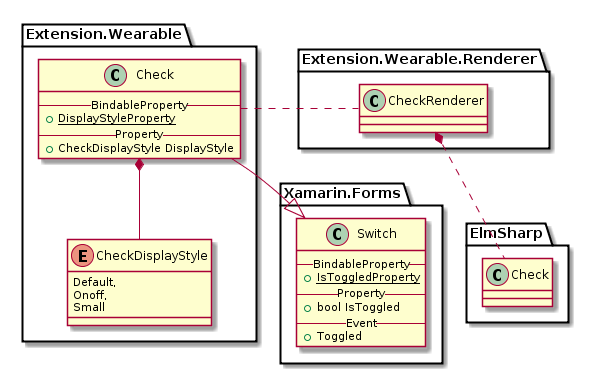 Extension.Wearable
C Check
BindableProperty
DisplayStyleProperty
Property
CheckDisplayStyle DisplayStyle
E CheckDisplayStyle
Default,
Onoff,
Small
Extension.Wearable.Renderer
C CheckRenderer
Xamarin.Forms
C Switch
BindableProperty
IsToggledProperty
Property
bool IsToggled
Event
Toggled
ElmSharp
C Check